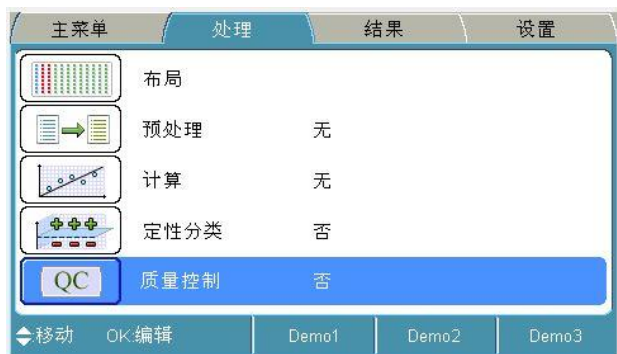 主菜单 处理 结果 设置
布局
预处理 无
计算 无
定性分类 否
QC 质量控制 否
移动 OK:编辑 Demo1 Demo2 Demo3